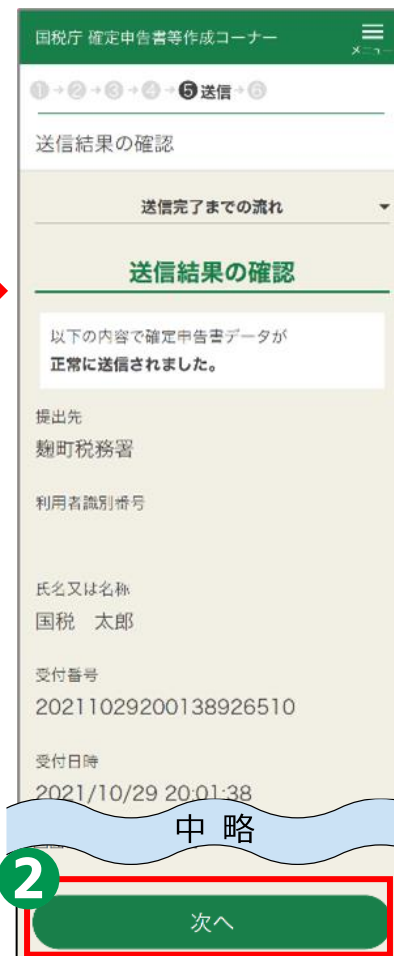 国税庁 確定申告書等作成コーナー
メニュー
1→2→3→4→5送信→6
送信結果の確認
送信完了までの流れ
送信結果の確認
以下の内容で確定申告書データが
正常に送信されました。
提出先
麹町税務署
利用者識別番号
氏名又は名称
国税 太郎
受付番号
20211029200138926510
受付日時
2021/10/29 20:01:38
中 略
2
次へ